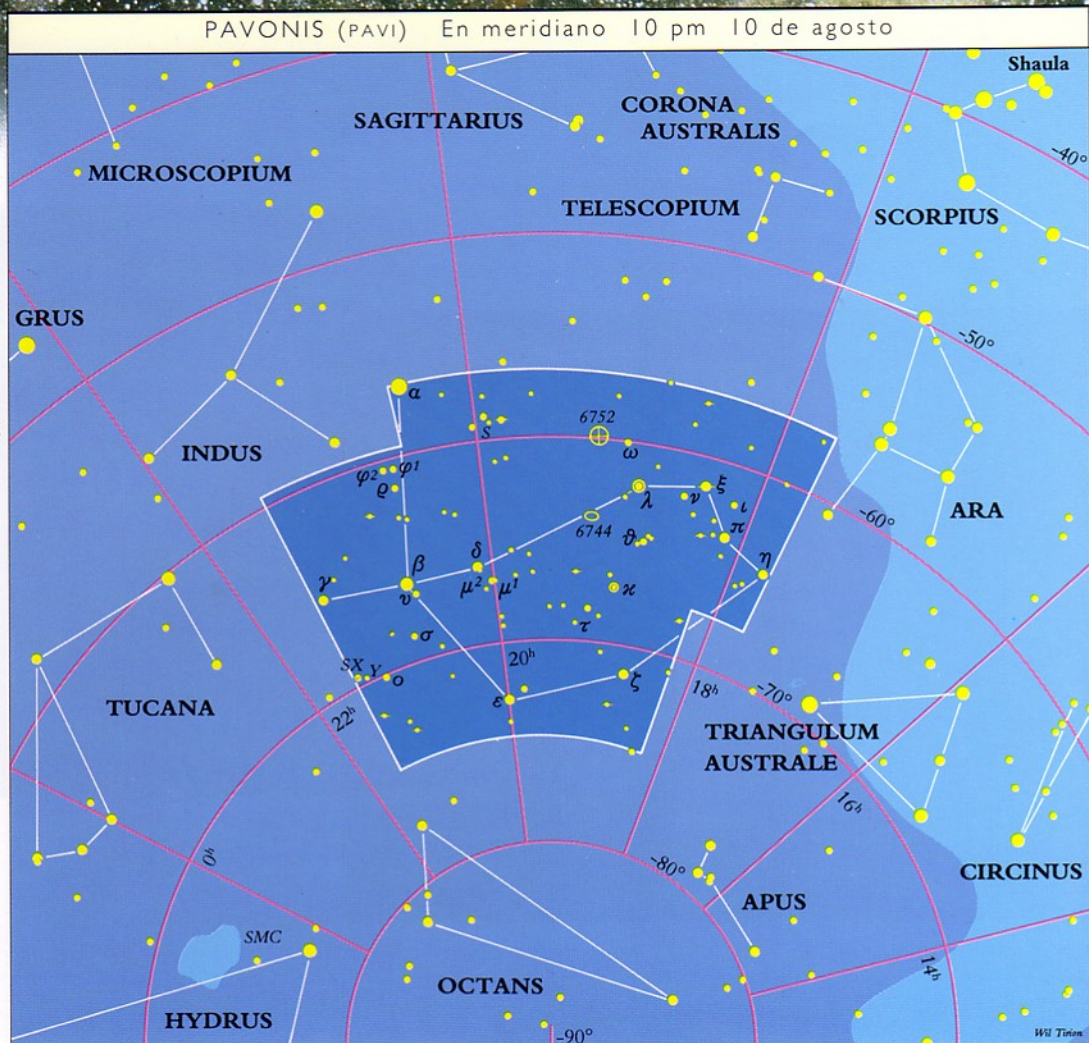 PAVONIS (PAVI) En meridiano 10 pm 10 de agosto
Shaula
SAGITTARIUS
CORONA
AUSTRALIS
-40°
MICROSCOPIUM
TELESCOPIUM
SCORPIUS
GRUS
-50°
α
6752
S
ω
INDUS
φ2 φ1
ϱ
λ
ν
ξ
ι
6744
ϑ
π
ARA
-60°
δ
β
η
γ
υ
μ2 μ1
ϰ
σ
τ
20h
SX Y
o
ε
ζ
18h
-70°
TUCANA
22h
TRIANGULUM
AUSTRALE
16h
0h
-80°
CIRCINUS
APUS
SMC
14h
OCTANS
HYDRUS
-90°
Wil Tirion